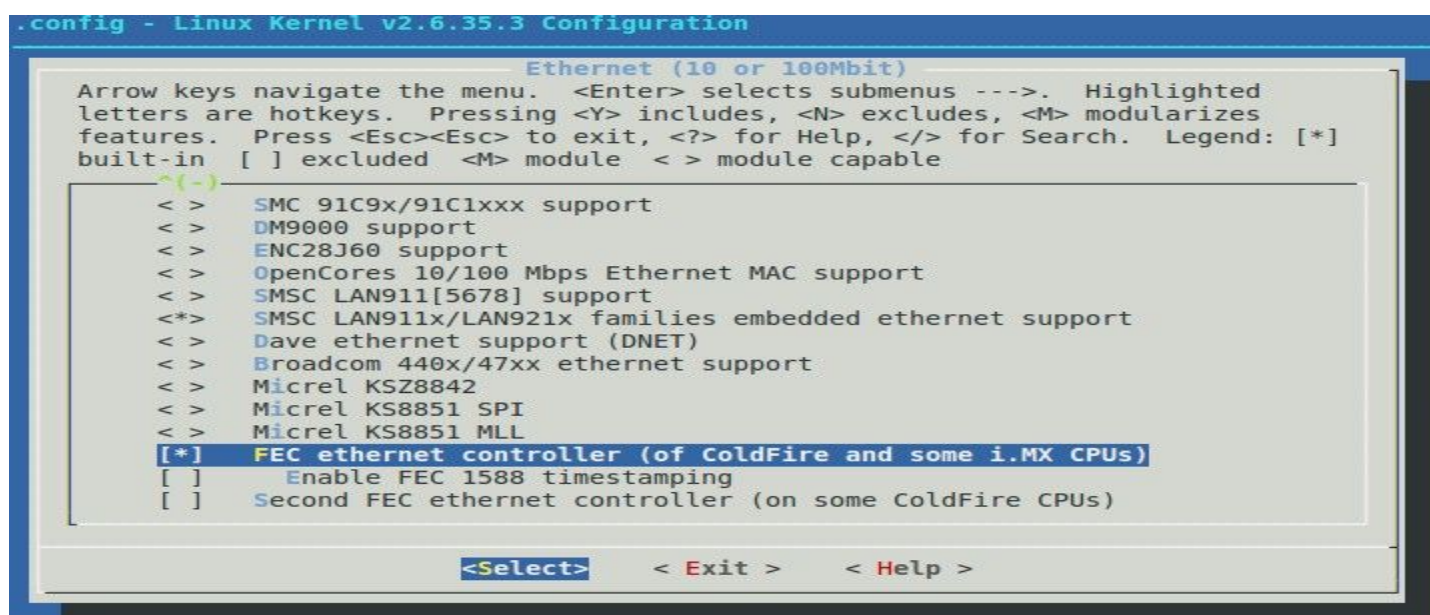 .config - Linux Kernel v2.6.35.3 Configuration
Ethernet (10 or 100Mbit)
Arrow keys navigate the menu.  <Enter> selects submenus --->.  Highlighted
letters are hotkeys.  Pressing <Y> includes, <N> excludes, <M> modularizes
features.  Press <Esc><Esc> to exit, <?> for Help, </> for Search.  Legend: [*]
built-in  [ ] excluded  <M> module  < > module capable
^(-)
< >   SMC 91C9x/91C1xxx support
< >   DM9000 support
< >   ENC28J60 support
< >   OpenCores 10/100 Mbps Ethernet MAC support
< >   SMSC LAN911[5678] support
<*>   SMSC LAN911x/LAN921x families embedded ethernet support
< >   Dave ethernet support (DNET)
< >   Broadcom 440x/47xx ethernet support
< >   Micrel KSZ8842
< >   Micrel KS8851 SPI
< >   Micrel KS8851 MLL
[*]   FEC ethernet controller (of ColdFire and some i.MX CPUs)
[ ]     Enable FEC 1588 timestamping
[ ]   Second FEC ethernet controller (on some ColdFire CPUs)
<Select>    < Exit >    < Help >